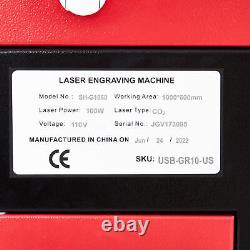 LASER ENGRAVING MACHINE
Model No.: SH-G1060 Working Area: 1000*600mm
Laser Power: 100W Laser Type: CO₂
Voltage: 110V Serial No.: JGV173095
MANUFACTURED IN CHINA ON Jun / 24 / 2022
CE SKU: USB-GR10-US